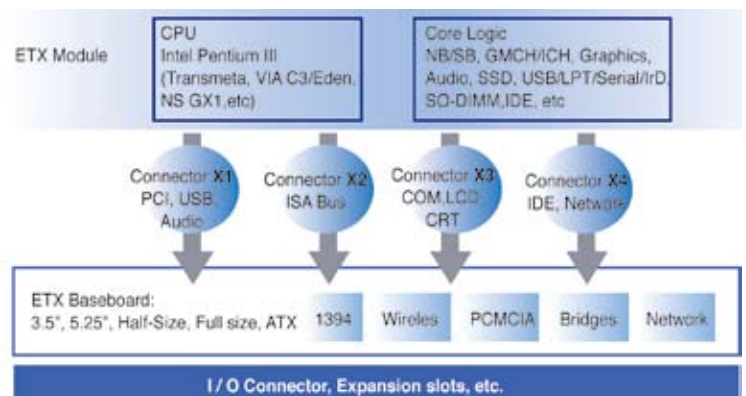 ETX Module
CPU
Intel Pentium III
(Transmeta, VIA C3/Eden,
NS GX1,etc)
Core Logic
NB/SB, GMCH/ICH, Graphics,
Audio, SSD, USB/LPT/Serial/IrD,
SO-DIMM,IDE, etc
Connector X1
PCI, USB,
Audio
Connector X2
ISA Bus
Connector X3
COM,LCD,
CRT
Connector X4
IDE, Network
ETX Baseboard:
3.5", 5.25", Half-Size, Full size, ATX
1394
Wireles
PCMCIA
Bridges
Network
I / O Connector, Expansion slots, etc.